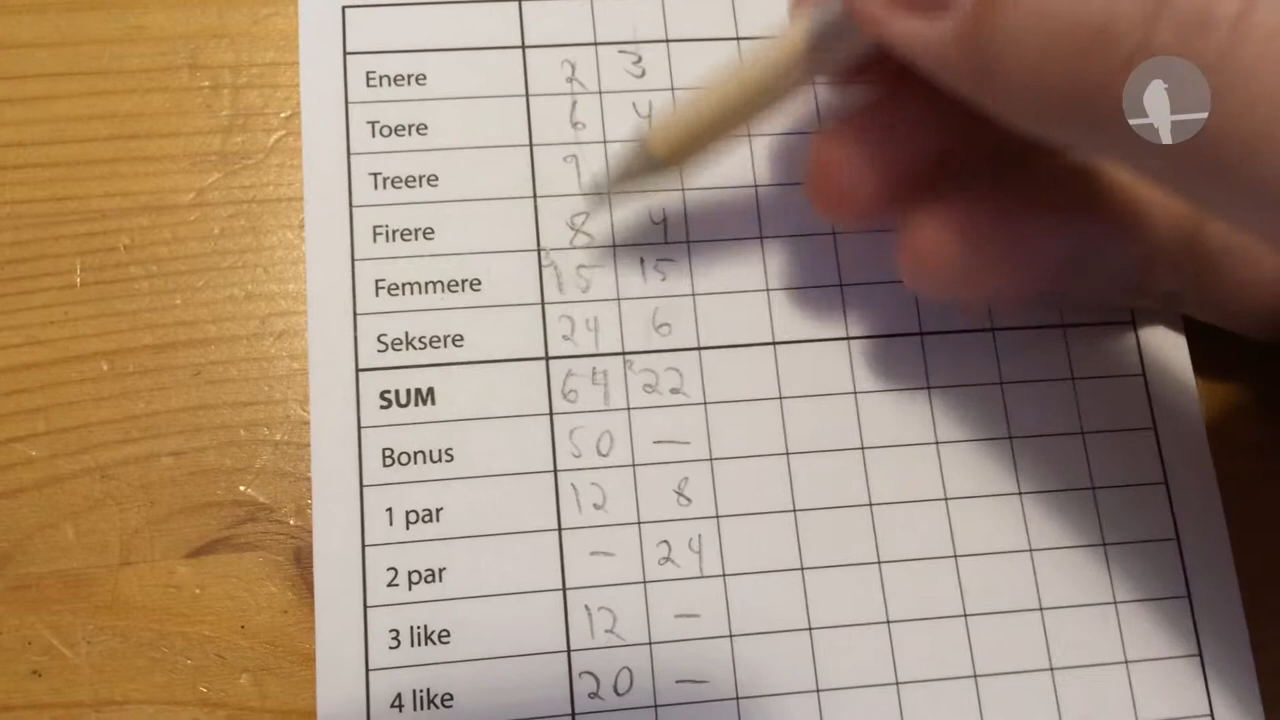 Enere 2 3
Toere 6 4
Treere 9
Firere 8 4
Femmere 15 15
Seksere 24 6
SUM 64 22
Bonus 50 —
1 par 12 8
2 par — 24
3 like 12 —
4 like 20 —